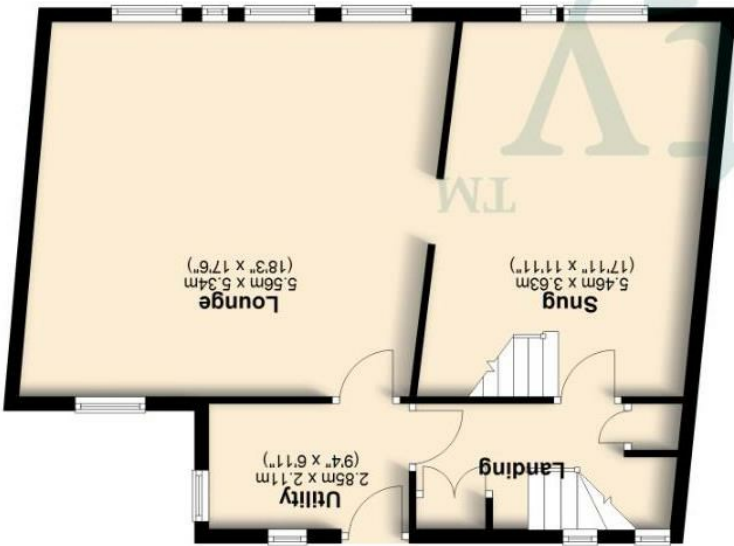 Utility
2.85m x 2.11m
(9'4" x 6'11")
Landing
Lounge
5.56m x 5.34m
(18'3" x 17'6")
Snug
5.46m x 3.63m
(17'11" x 11'11")
TM